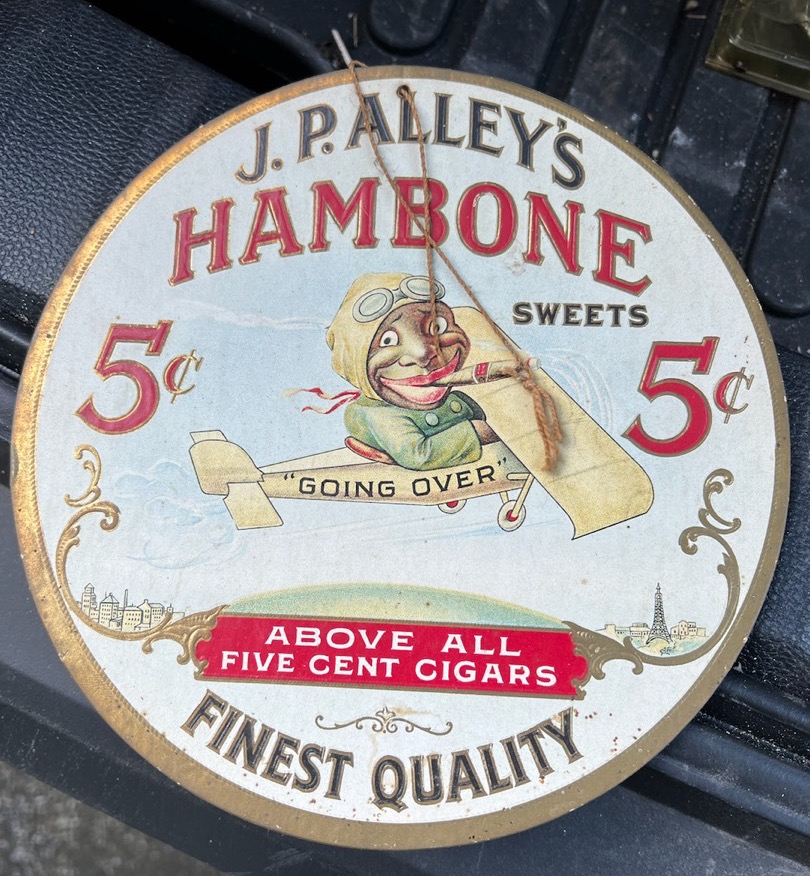 J. P. ALLEY'S
HAMBONE
SWEETS
5¢
5¢
"GOING OVER"
ABOVE ALL
FIVE CENT CIGARS
FINEST QUALITY